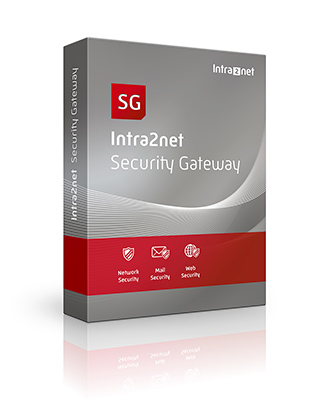 Intra2net
SG
Intra2net
Security Gateway
Network
Security
Mail
Security
Web
Security
Intra2net Security Gateway